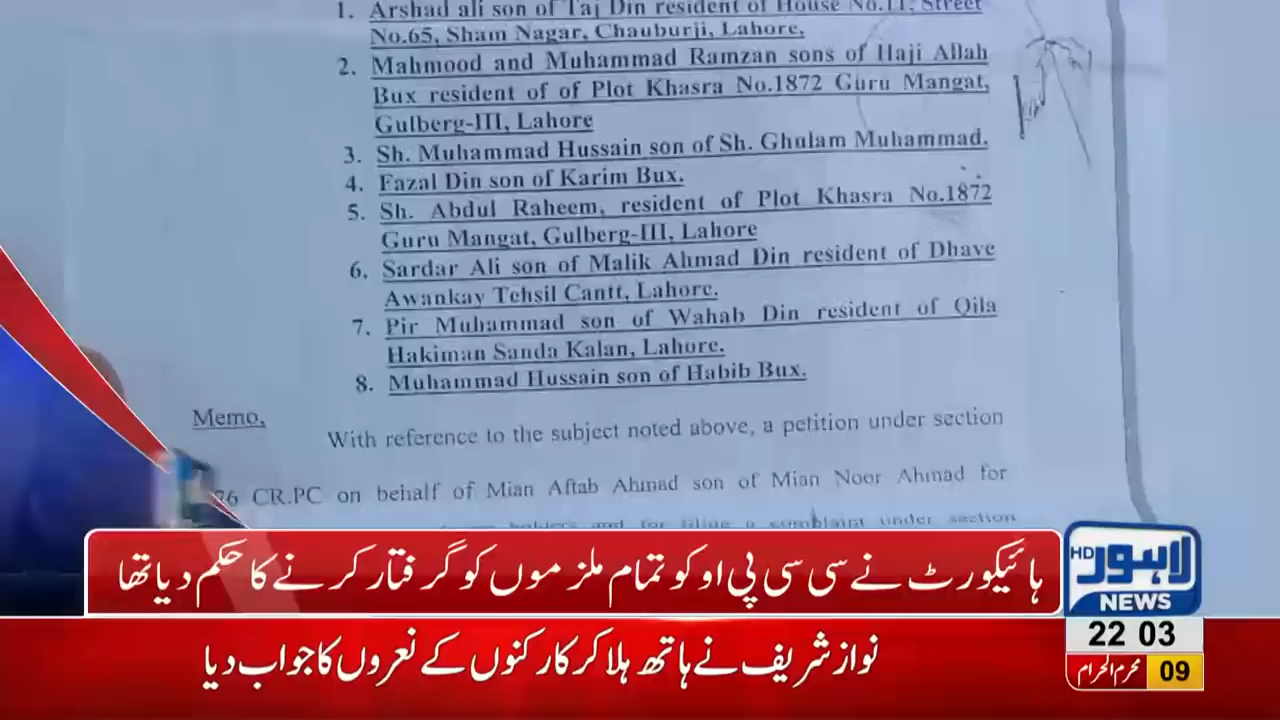 1. Arshad ali son of Taj Din resident of House No.11, Street
No.65, Sham Nagar, Chauburji, Lahore.
2. Mahmood and Muhammad Ramzan sons of Haji Allah
Bux resident of of Plot Khasra No.1872 Guru Mangat,
Gulberg-III, Lahore
3. Sh. Muhammad Hussain son of Sh. Ghulam Muhammad.
4. Fazal Din son of Karim Bux.
5. Sh. Abdul Raheem, resident of Plot Khasra No.1872
Guru Mangat, Gulberg-III, Lahore
6. Sardar Ali son of Malik Ahmad Din resident of Dhave
Awankay Tehsil Cantt, Lahore.
7. Pir Muhammad son of Wahab Din resident of Qila
Hakiman Sanda Kalan, Lahore.
8. Muhammad Hussain son of Habib Bux.
Memo,
With reference to the subject noted above, a petition under section
CR.PC on behalf of Mian Aftab Ahmad son of Mian Noor Ahmad for
holders and for filing a complaint under section
ہائیکورٹ نے سی سی پی او کو تمام ملزموں کو گرفتار کرنے کا حکم دیا تھا
HD لاہور
NEWS
22 03
نواز شریف نے ہاتھ ہلا کر کارکنوں کے نعروں کا جواب دیا
محرم الحرام 09